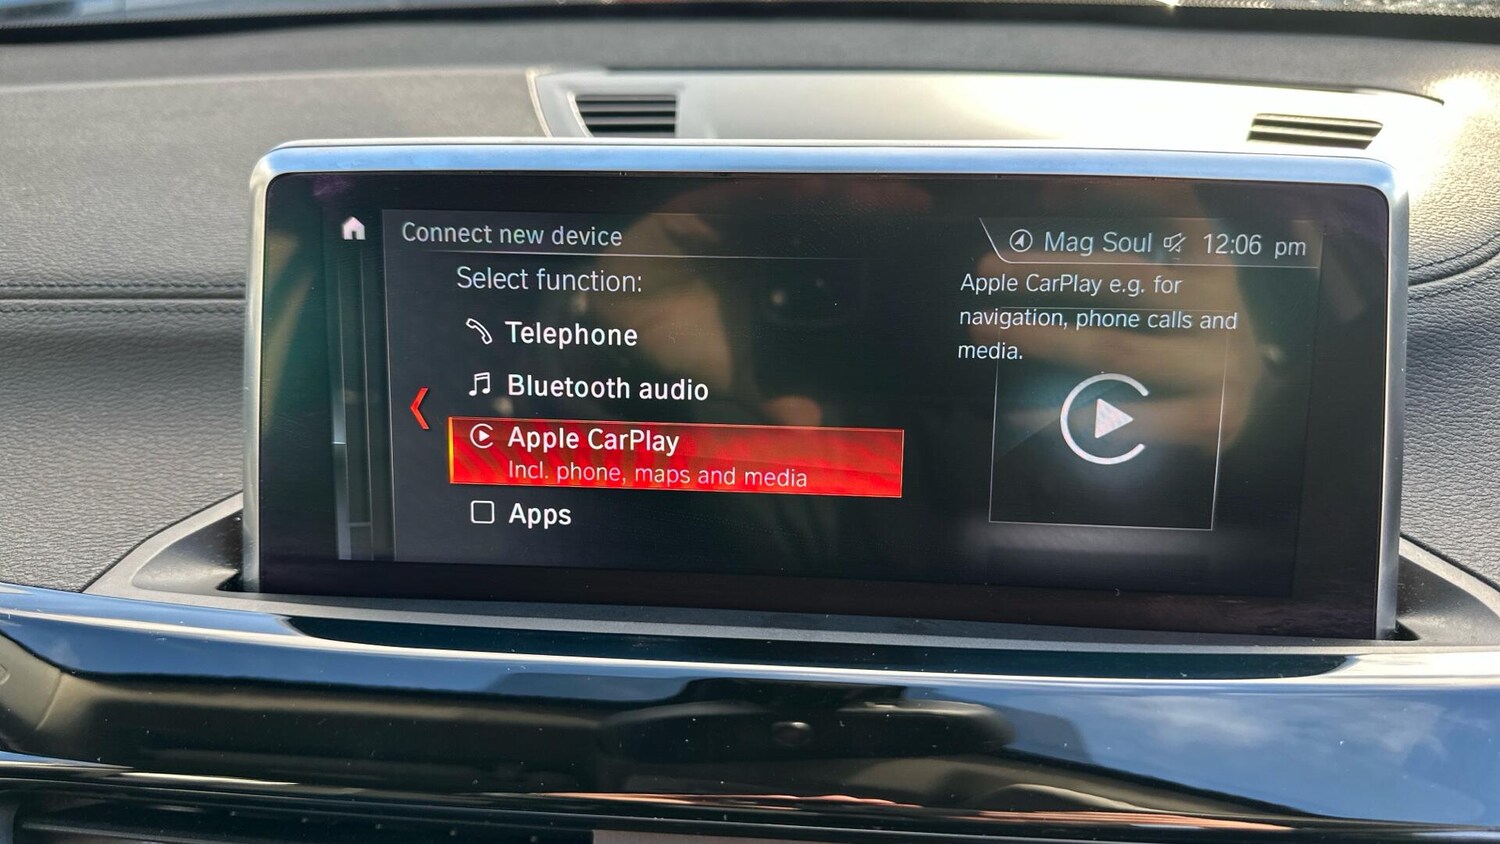 Connect new device
Mag Soul 12:06 pm
Select function:
Telephone
Bluetooth audio
Apple CarPlay
Incl. phone, maps and media
Apps
Apple CarPlay e.g. for
navigation, phone calls and
media.